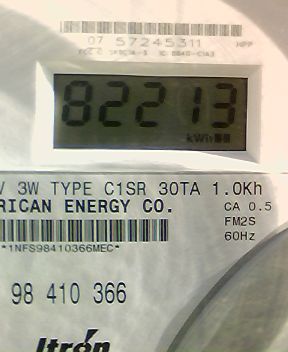 07 57245311
82213
kWh
V 3W TYPE C1SR 30TA 1.0Kh
RICAN ENERGY CO.
CA 0.5
FM2S
60Hz
*1NFS98410366MEC*
98 410 366
Itrón